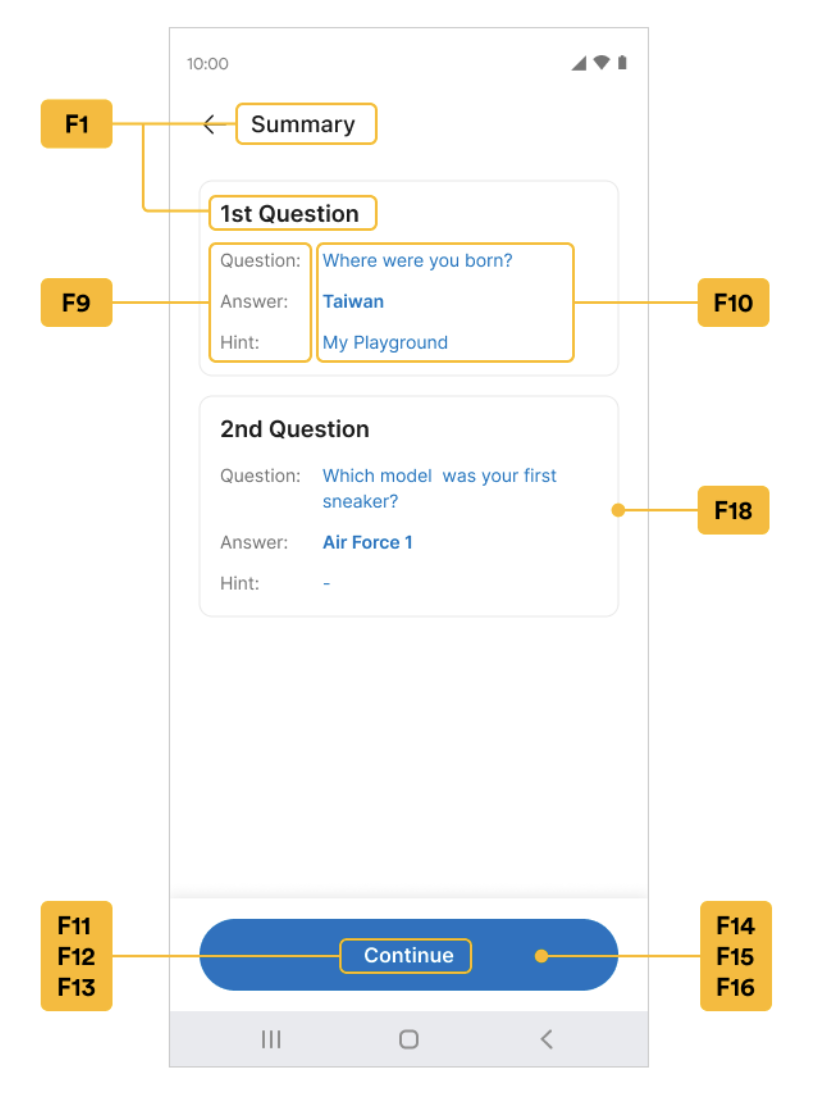 10:00
F1
Summary
1st Question
F9
Question: Where were you born?
Answer: Taiwan
Hint: My Playground
F10
2nd Question
Question: Which model was your first
sneaker?
Answer: Air Force 1
Hint: -
F18
F11
F12
F13
Continue
F14
F15
F16